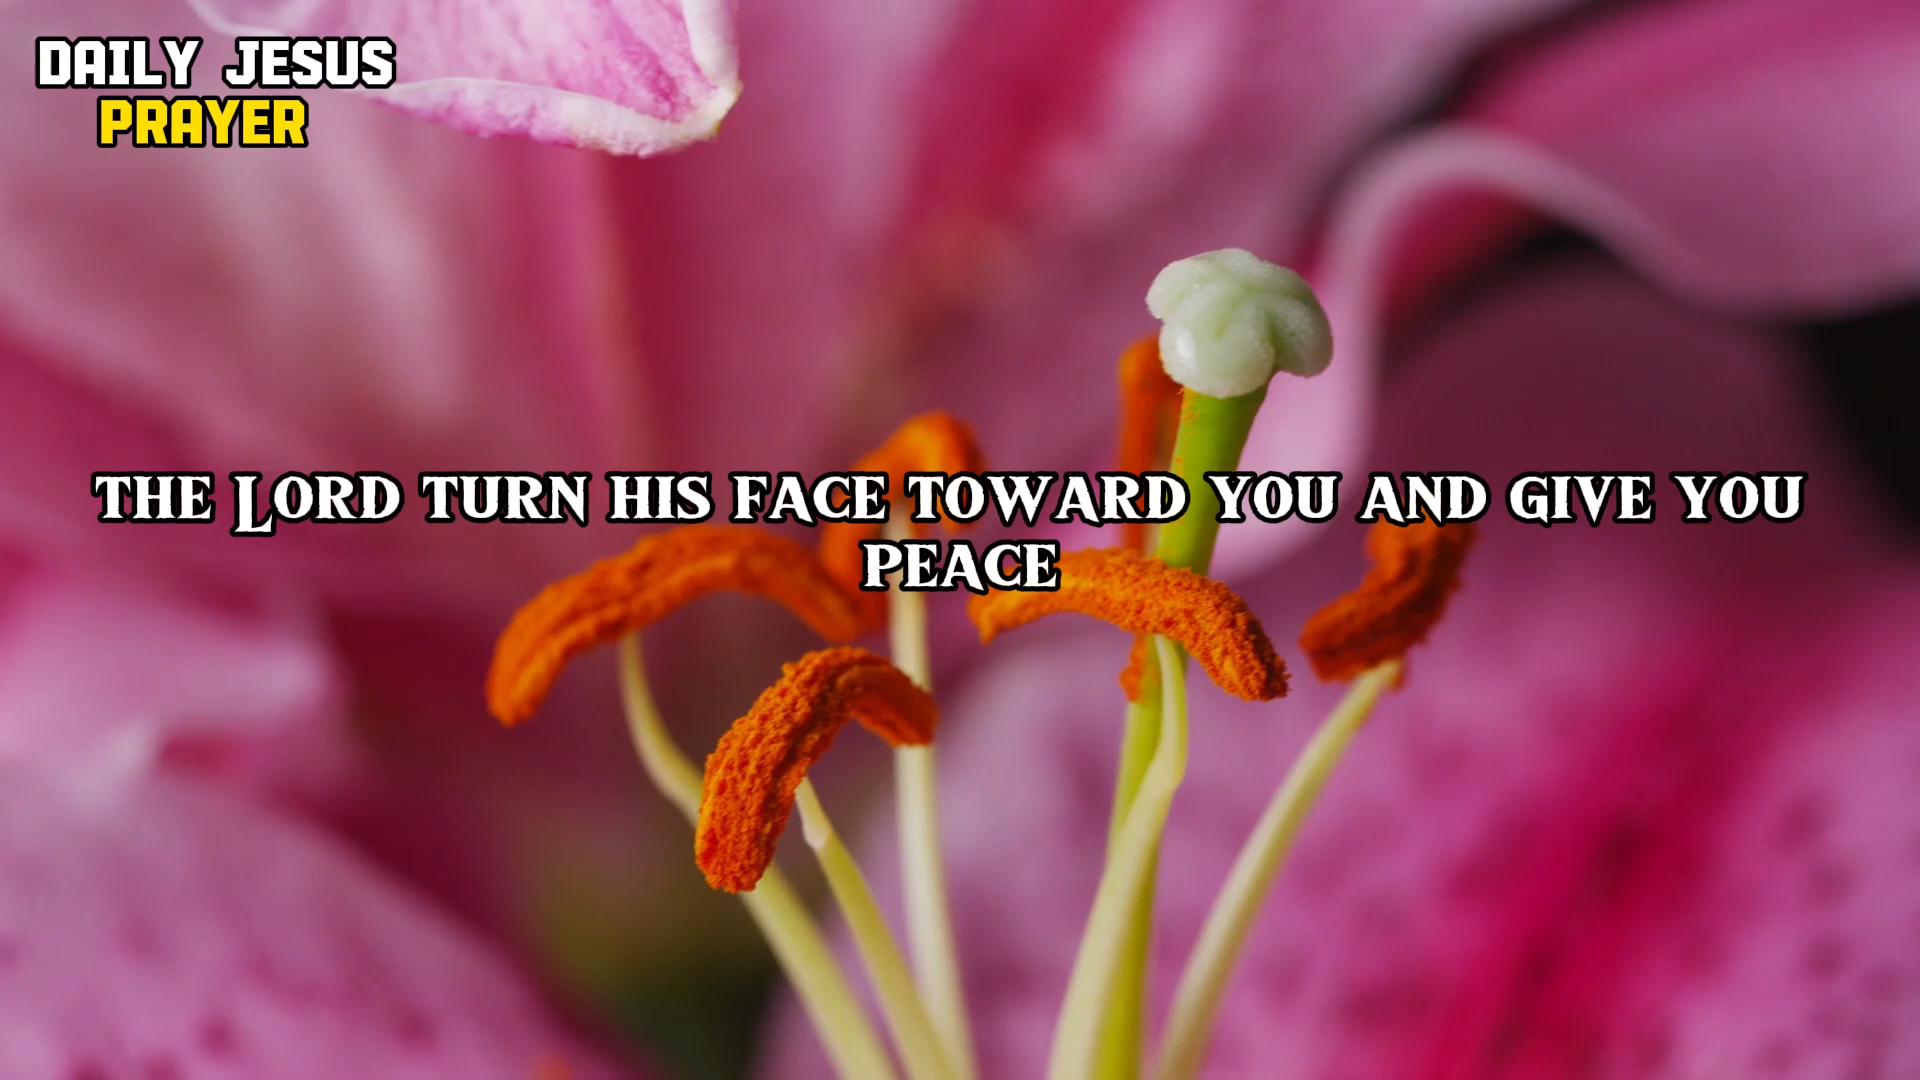 DAILY JESUS
PRAYER
THE LORD TURN HIS FACE TOWARD YOU AND GIVE YOU
PEACE